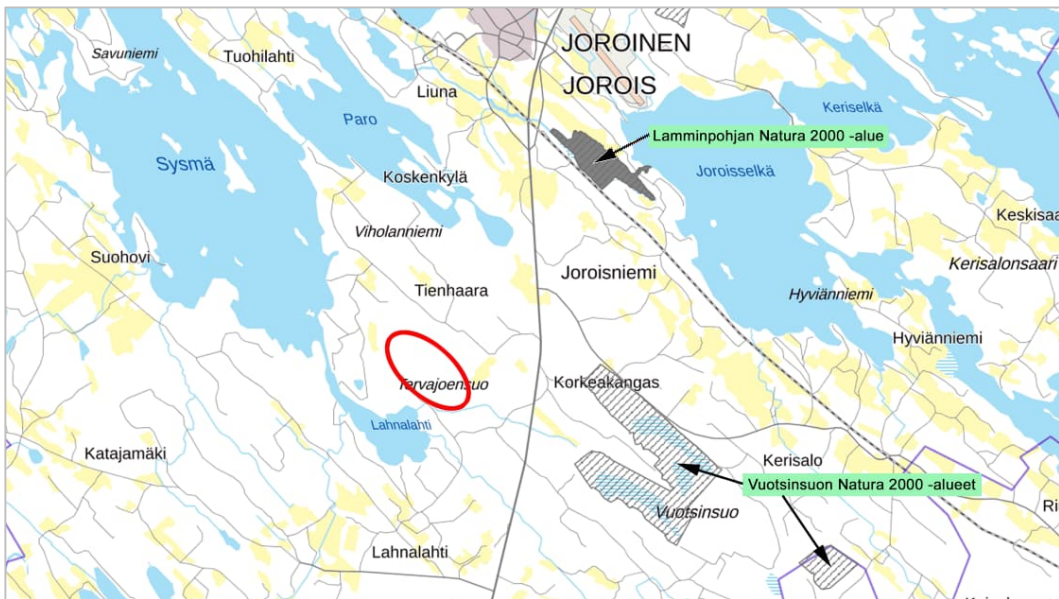 Savuniemi
Tuohilahti
JOROINEN
JOROIS
Liuna
Paro
Keriselkä
Lamminpohjan Natura 2000 -alue
Sysmä
Koskenkylä
Joroisselkä
Keskisaa
Viholanniemi
Suohovi
Joroisniemi
Kerisalonsaari
Tienhaara
Hyviänniemi
Hyviänniemi
Tervajoensuo
Korkeakangas
Lahnalahti
Katajamäki
Kerisalo
Vuotsinsuon Natura 2000 -alueet
Ri
Vuotsinsuo
Lahnalahti